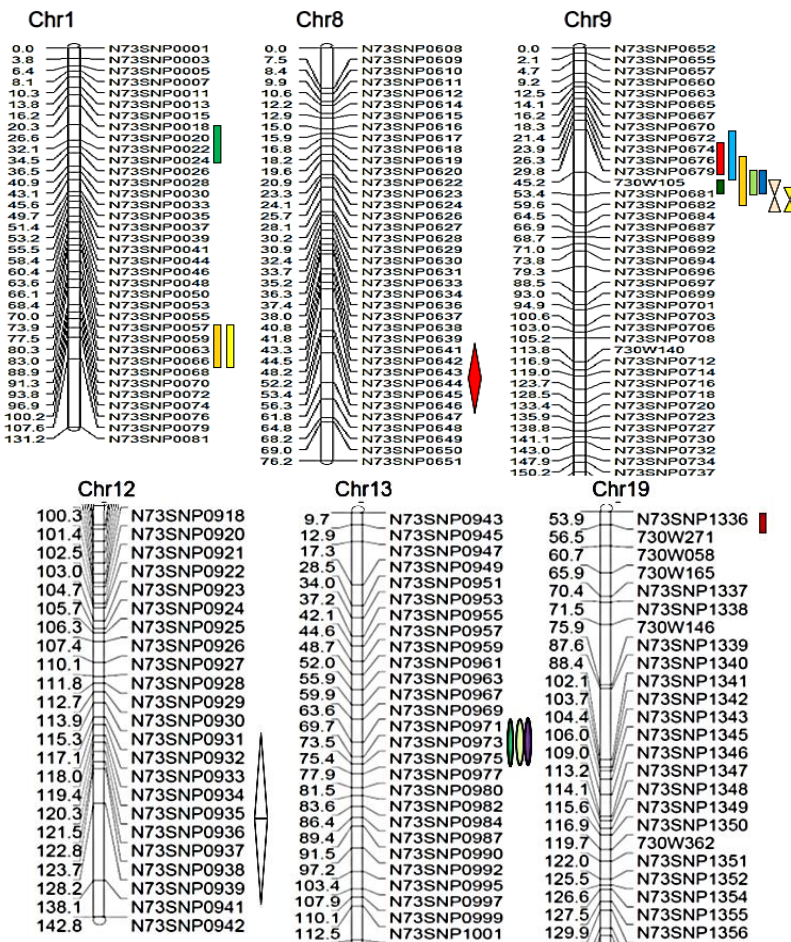 Chr1
0.0 N73SNP0001
3.8 N73SNP0003
6.4 N73SNP0005
8.1 N73SNP0007
10.3 N73SNP0011
13.8 N73SNP0013
16.2 N73SNP0015
20.3 N73SNP0018
26.6 N73SNP0020
32.1 N73SNP0022
34.5 N73SNP0024
36.5 N73SNP0026
40.9 N73SNP0028
43.1 N73SNP0030
45.6 N73SNP0033
49.7 N73SNP0035
51.4 N73SNP0037
53.2 N73SNP0039
55.5 N73SNP0041
58.4 N73SNP0044
60.4 N73SNP0046
63.6 N73SNP0048
66.1 N73SNP0050
68.4 N73SNP0053
70.0 N73SNP0055
73.9 N73SNP0057
77.5 N73SNP0059
80.3 N73SNP0063
83.0 N73SNP0066
88.9 N73SNP0068
91.3 N73SNP0070
93.8 N73SNP0072
96.9 N73SNP0074
100.2 N73SNP0076
107.6 N73SNP0079
131.2 N73SNP0081
Chr8
0.0
7.5
8.4
9.4
10.6
12.2
12.9
15.0
15.9
16.8
18.2
19.6
20.9
23.3
24.1
25.7
28.1
30.2
30.9
32.4
33.7
35.2
36.3
37.4
38.0
40.8
41.8
43.3
44.5
48.2
52.2
53.4
56.3
61.8
64.8
68.2
69.0
76.2
N73SNP0608
N73SNP0609
N73SNP0610
N73SNP0611
N73SNP0612
N73SNP0614
N73SNP0615
N73SNP0616
N73SNP0617
N73SNP0618
N73SNP0619
N73SNP0620
N73SNP0622
N73SNP0623
N73SNP0624
N73SNP0626
N73SNP0627
N73SNP0628
N73SNP0629
N73SNP0630
N73SNP0631
N73SNP0634
N73SNP0636
N73SNP0637
N73SNP0638
N73SNP0639
N73SNP0641
N73SNP0642
N73SNP0643
N73SNP0644
N73SNP0645
N73SNP0646
N73SNP0647
N73SNP0648
N73SNP0649
N73SNP0650
N73SNP0651
Chr9
0.0 N73SNP0652
2.1 N73SNP0655
4.7 N73SNP0657
9.2 N73SNP0660
12.5 N73SNP0663
14.1 N73SNP0665
16.2 N73SNP0667
18.3 N73SNP0670
21.4 N73SNP0672
23.9 N73SNP0674
26.3 N73SNP0676
29.8 N73SNP0679
45.2 730W105
53.4 N73SNP0681
59.6 N73SNP0682
64.5 N73SNP0684
66.9 N73SNP0687
68.7 N73SNP0689
71.0 N73SNP0692
73.8 N73SNP0694
79.3 N73SNP0696
88.5 N73SNP0697
93.0 N73SNP0699
94.9 N73SNP0701
100.6 N73SNP0703
103.0 N73SNP0706
105.2 N73SNP0708
113.8 730W140
116.9 N73SNP0712
119.0 N73SNP0714
123.7 N73SNP0716
128.5 N73SNP0718
133.4 N73SNP0720
135.9 N73SNP0723
138.8 N73SNP0727
141.1 N73SNP0730
143.0 N73SNP0732
147.9 N73SNP0734
150.2 N73SNP0737
Chr12
100.3 N73SNP0918
101.4 N73SNP0920
102.5 N73SNP0921
103.0 N73SNP0922
104.7 N73SNP0923
105.7 N73SNP0924
106.3 N73SNP0925
107.4 N73SNP0926
110.1 N73SNP0927
111.8 N73SNP0928
112.7 N73SNP0929
113.9 N73SNP0930
115.3 N73SNP0931
117.1 N73SNP0932
118.0 N73SNP0933
119.4 N73SNP0934
120.3 N73SNP0935
121.5 N73SNP0936
122.8 N73SNP0937
123.7 N73SNP0938
128.2 N73SNP0939
138.1 N73SNP0941
142.8 N73SNP0942
Chr13
9.7 N73SNP0943
12.9 N73SNP0945
17.3 N73SNP0947
28.5 N73SNP0949
34.0 N73SNP0951
37.2 N73SNP0953
42.1 N73SNP0955
44.6 N73SNP0957
48.7 N73SNP0959
52.0 N73SNP0961
55.9 N73SNP0963
59.9 N73SNP0967
63.6 N73SNP0969
69.7 N73SNP0971
73.5 N73SNP0973
75.4 N73SNP0975
77.9 N73SNP0977
81.5 N73SNP0980
83.6 N73SNP0982
86.4 N73SNP0984
89.4 N73SNP0987
91.5 N73SNP0990
97.2 N73SNP0992
103.4 N73SNP0995
107.9 N73SNP0997
110.1 N73SNP0999
112.5 N73SNP1001
Chr19
53.9 N73SNP1336
56.5 730W271
60.7 730W058
65.9 730W165
70.4 N73SNP1337
71.5 N73SNP1338
75.9 730W146
87.6 N73SNP1339
88.4 N73SNP1340
102.1 N73SNP1341
103.7 N73SNP1342
104.4 N73SNP1343
106.0 N73SNP1345
109.0 N73SNP1346
113.2 N73SNP1347
114.1 N73SNP1348
115.6 N73SNP1349
116.9 N73SNP1350
119.7 730W362
122.0 N73SNP1351
125.5 N73SNP1352
126.6 N73SNP1354
127.5 N73SNP1355
129.9 N73SNP1356